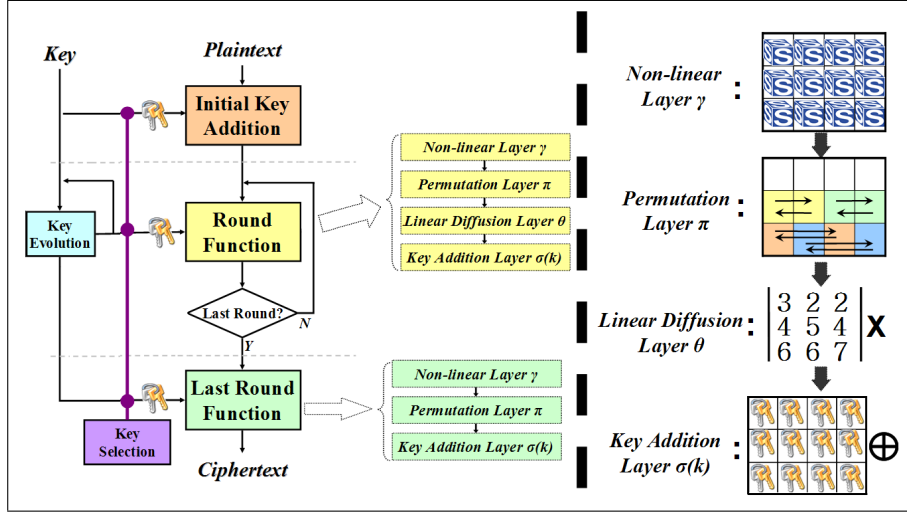 Key
Plaintext
Initial Key
Addition
Key
Evolution
Round
Function
Last Round?
N
Y
Last Round
Function
Key
Selection
Ciphertext
Non-linear Layer γ
Permutation Layer π
Linear Diffusion Layer θ
Key Addition Layer σ(k)
Non-linear Layer γ
Permutation Layer π
Key Addition Layer σ(k)
Non-linear
Layer γ :
S S S S
S S S S
S S S S
Permutation
Layer π :
Linear Diffusion
Layer θ :
3 2 2
4 5 4
6 6 7
X
Key Addition
Layer σ(k) :